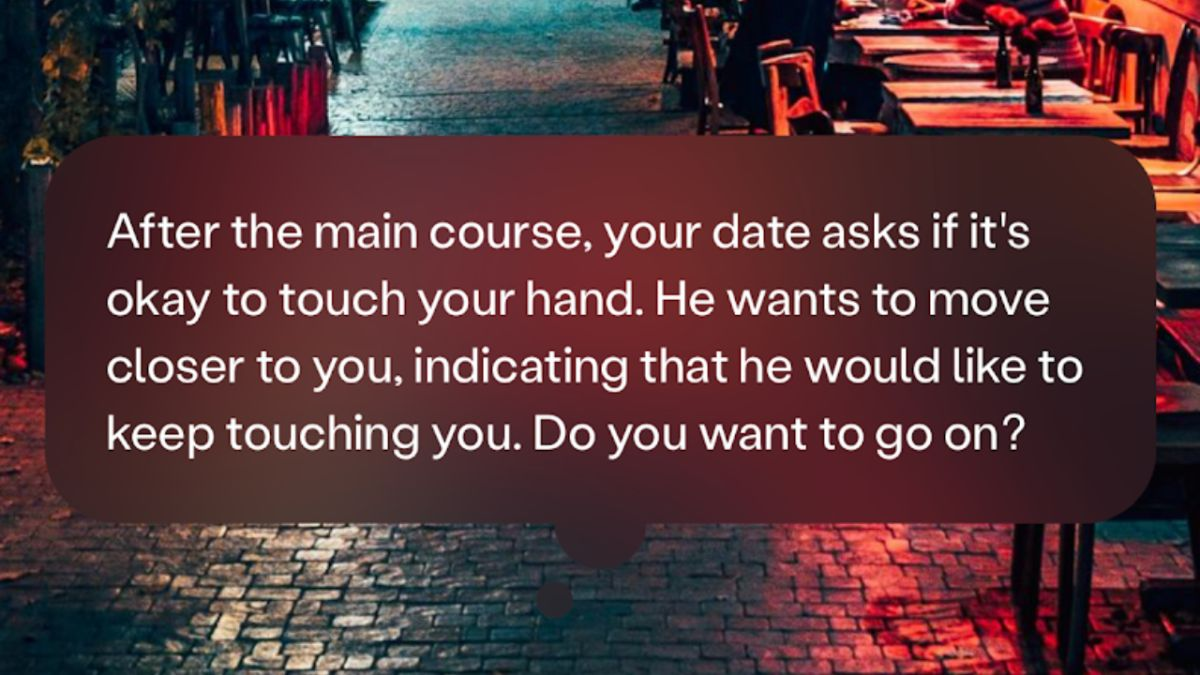 After the main course, your date asks if it's
okay to touch your hand. He wants to move
closer to you, indicating that he would like to
keep touching you. Do you want to go on?